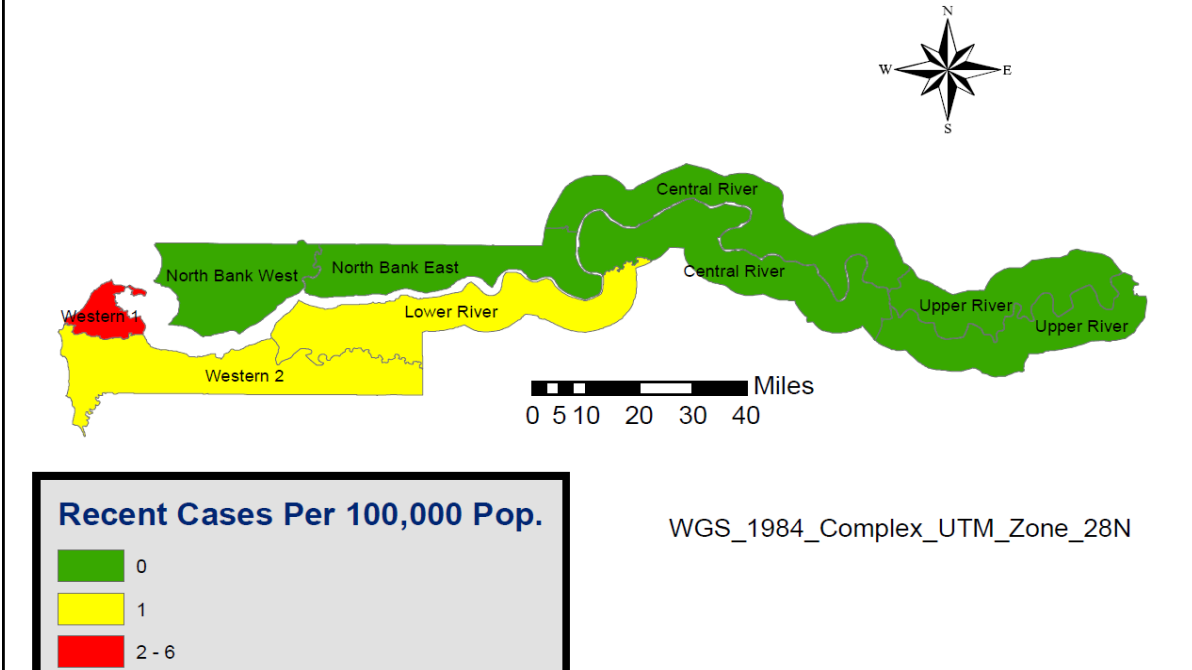 N
W E
S
Central River
North Bank West
North Bank East
Central River
Western 1
Lower River
Upper River
Upper River
Western 2
Miles
0 5 10 20 30 40
Recent Cases Per 100,000 Pop.
WGS_1984_Complex_UTM_Zone_28N
0
1
2 - 6